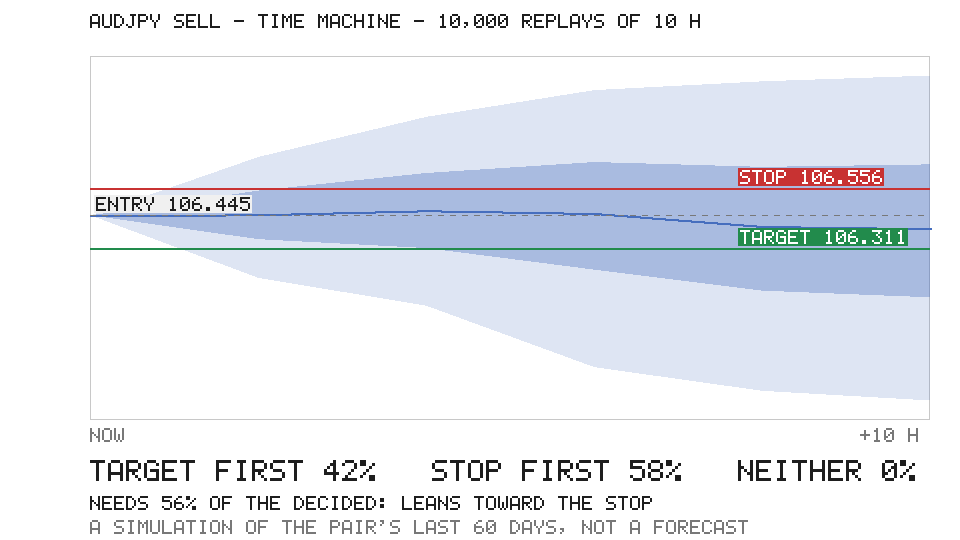 AUDJPY SELL - TIME MACHINE - 10,000 REPLAYS OF 10 H
STOP 106.556
ENTRY 106.445
TARGET 106.311
NOW +10 H
TARGET FIRST 42% STOP FIRST 58% NEITHER 0%
NEEDS 56% OF THE DECIDED: LEANS TOWARD THE STOP
A SIMULATION OF THE PAIR'S LAST 60 DAYS, NOT A FORECAST